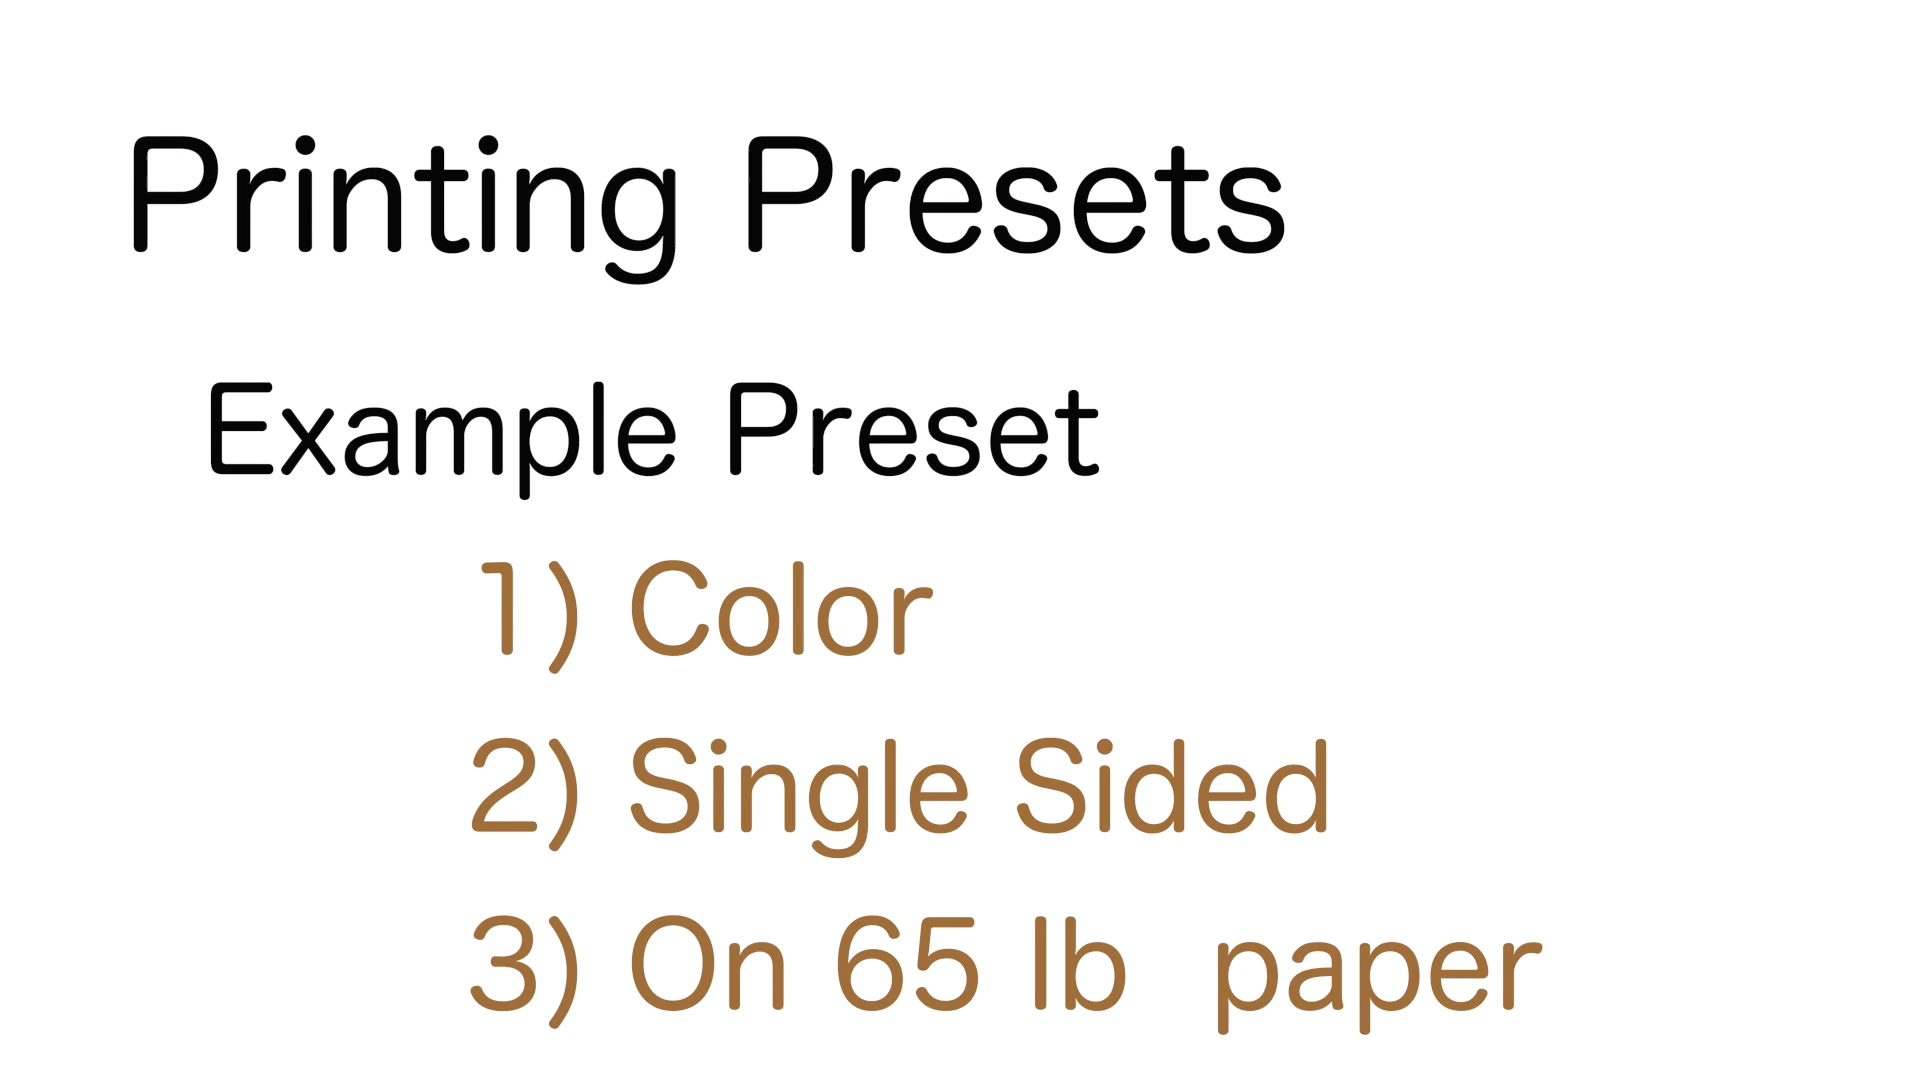 Printing Presets
Example Preset
1) Color
2) Single Sided
3) On 65 lb  paper